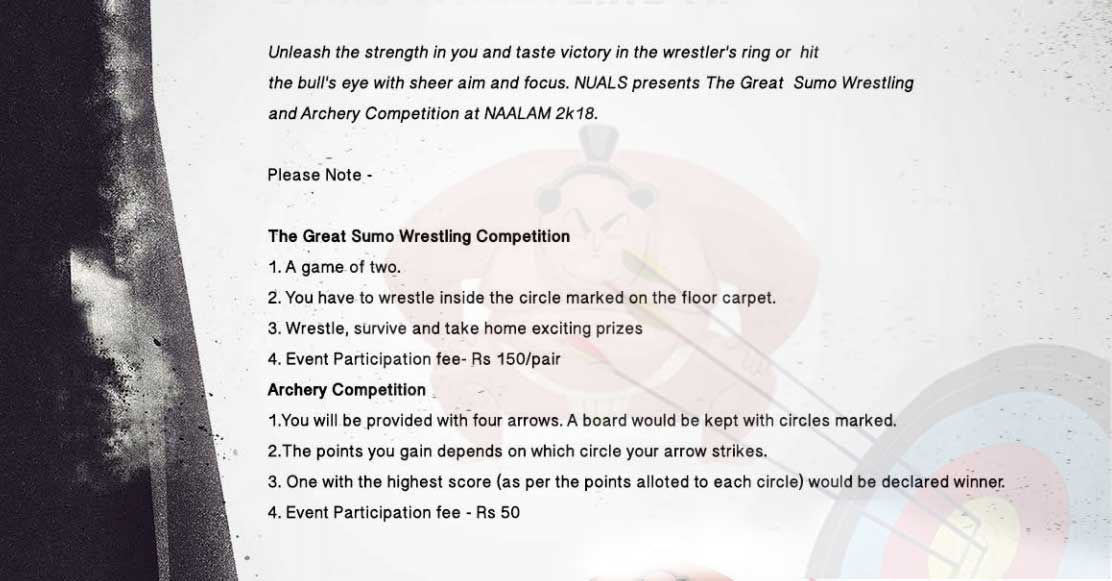 Unleash the strength in you and taste victory in the wrestler's ring or hit
the bull's eye with sheer aim and focus. NUALS presents The Great Sumo Wrestling
and Archery Competition at NAALAM 2k18.
Please Note -
The Great Sumo Wrestling Competition
1. A game of two.
2. You have to wrestle inside the circle marked on the floor carpet.
3. Wrestle, survive and take home exciting prizes
4. Event Participation fee- Rs 150/pair
Archery Competition
1.You will be provided with four arrows. A board would be kept with circles marked.
2.The points you gain depends on which circle your arrow strikes.
3. One with the highest score (as per the points alloted to each circle) would be declared winner.
4. Event Participation fee - Rs 50